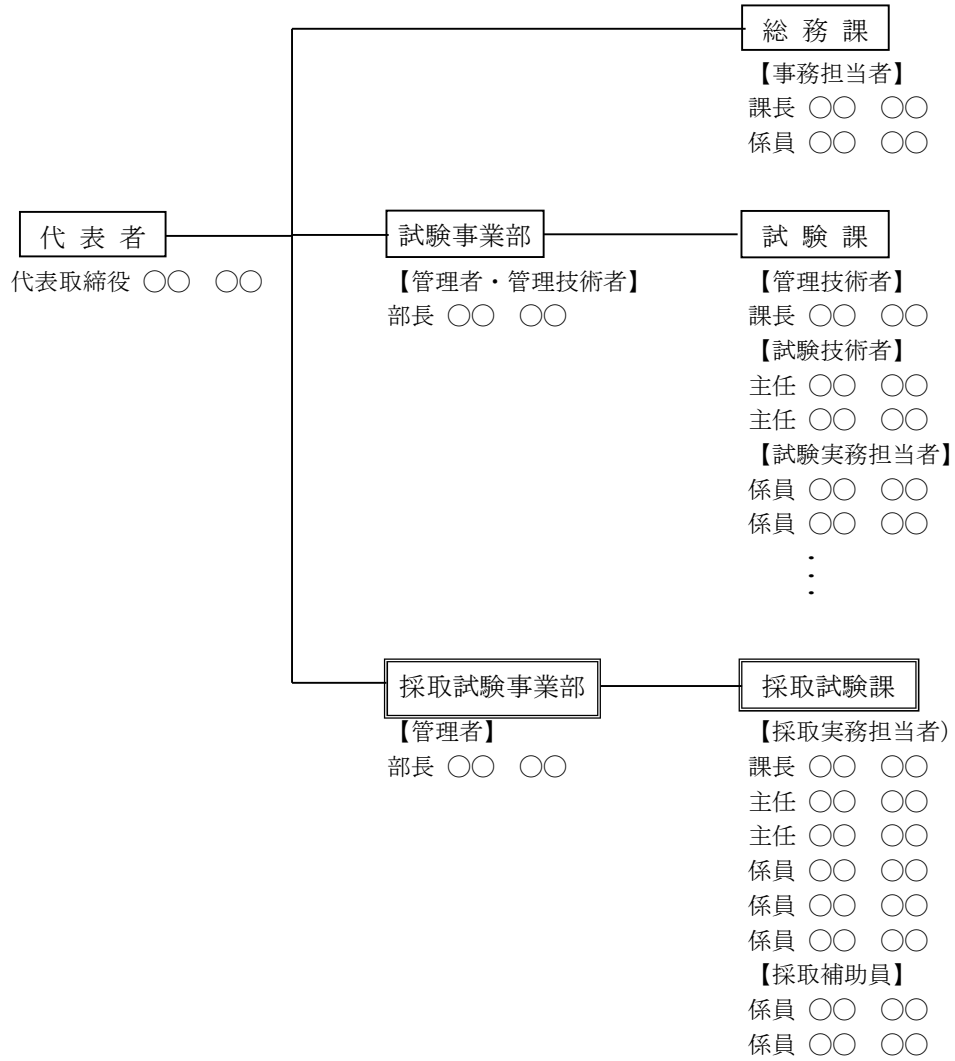 総 務 課
【事務担当者】
課長 ○○　○○
係員 ○○　○○
代 表 者
代表取締役 ○○　○○
試験事業部
【管理者・管理技術者】
部長 ○○　○○
試 験 課
【管理技術者】
課長 ○○　○○
【試験技術者】
主任 ○○　○○
主任 ○○　○○
【試験実務担当者】
係員 ○○　○○
係員 ○○　○○
・・・
採取試験事業部
【管理者】
部長 ○○　○○
採取試験課
【採取実務担当者）
課長 ○○　○○
主任 ○○　○○
主任 ○○　○○
係員 ○○　○○
係員 ○○　○○
係員 ○○　○○
【採取補助員】
係員 ○○　○○
係員 ○○　○○